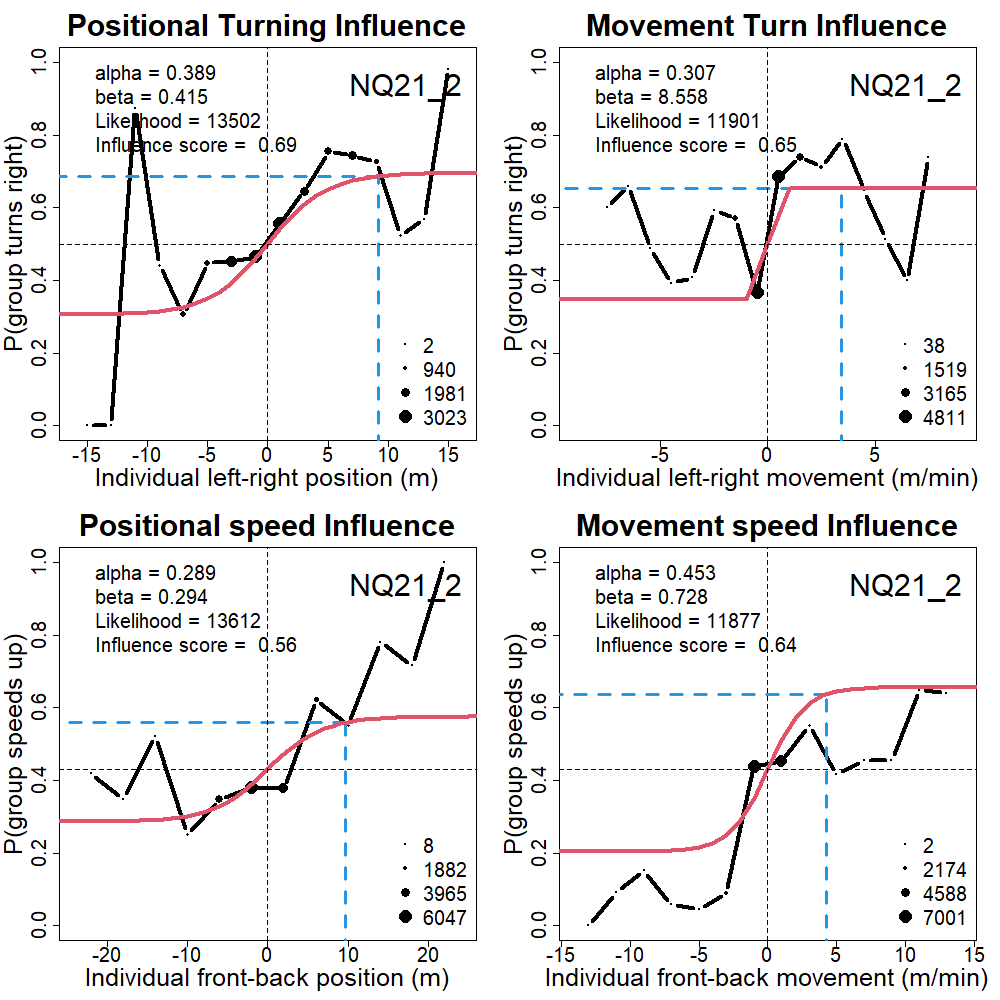 Positional Turning Influence
alpha = 0.389
beta = 0.415
Likelihood = 13502
Influence score = 0.69
NQ21_2
P(group turns right)
0.0 0.2 0.4 0.6 0.8 1.0
2
940
1981
3023
-15 -10 -5 0 5 10 15
Individual left-right position (m)
Movement Turn Influence
alpha = 0.307
beta = 8.558
Likelihood = 11901
Influence score = 0.65
NQ21_2
P(group turns right)
0.0 0.2 0.4 0.6 0.8 1.0
38
1519
3165
4811
-5 0 5
Individual left-right movement (m/min)
Positional speed Influence
alpha = 0.289
beta = 0.294
Likelihood = 13612
Influence score = 0.56
NQ21_2
P(group speeds up)
0.0 0.2 0.4 0.6 0.8 1.0
8
1882
3965
6047
-20 -10 0 10 20
Individual front-back position (m)
Movement speed Influence
alpha = 0.453
beta = 0.728
Likelihood = 11877
Influence score = 0.64
NQ21_2
P(group speeds up)
0.0 0.2 0.4 0.6 0.8 1.0
2
2174
4588
7001
-15 -10 -5 0 5 10 15
Individual front-back movement (m/min)